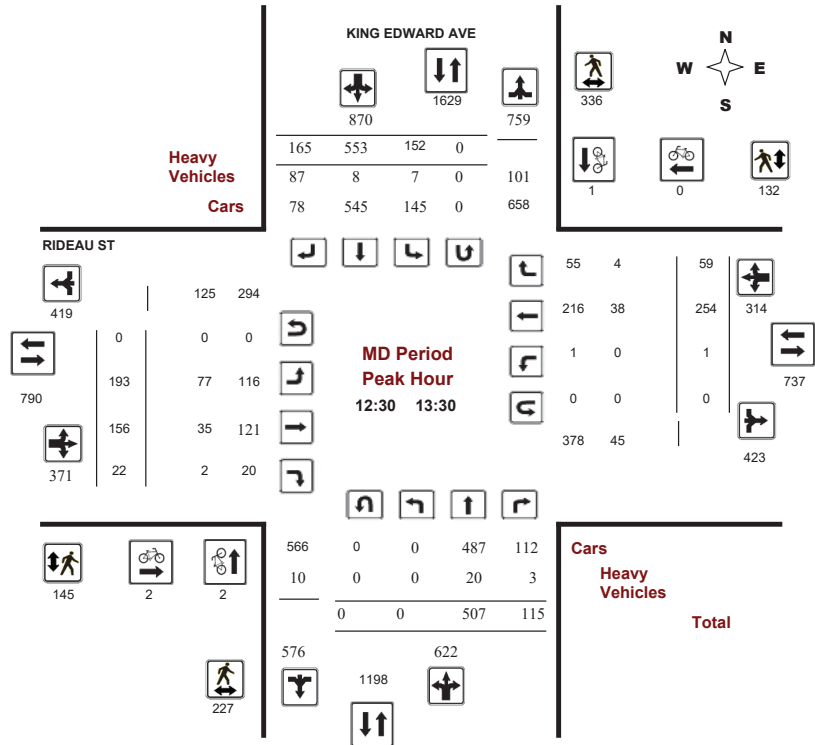 KING EDWARD AVE
N
W E
S
1629
336
870 759
165 553 152 0
Heavy
Vehicles
87 8 7 0 101
Cars
78 545 145 0 658
1 0 132
RIDEAU ST
419
125 294
0 0 0
790
193 77 116
156 35 121
371
22 2 20
MD Period
Peak Hour
12:30 13:30
55 4 59
314
216 38 254
1 0 1
737
0 0 0
378 45
423
566 0 0 487 112
10 0 0 20 3
0 0 507 115
Cars
Heavy
Vehicles
Total
145 2 2
576 622
1198
227